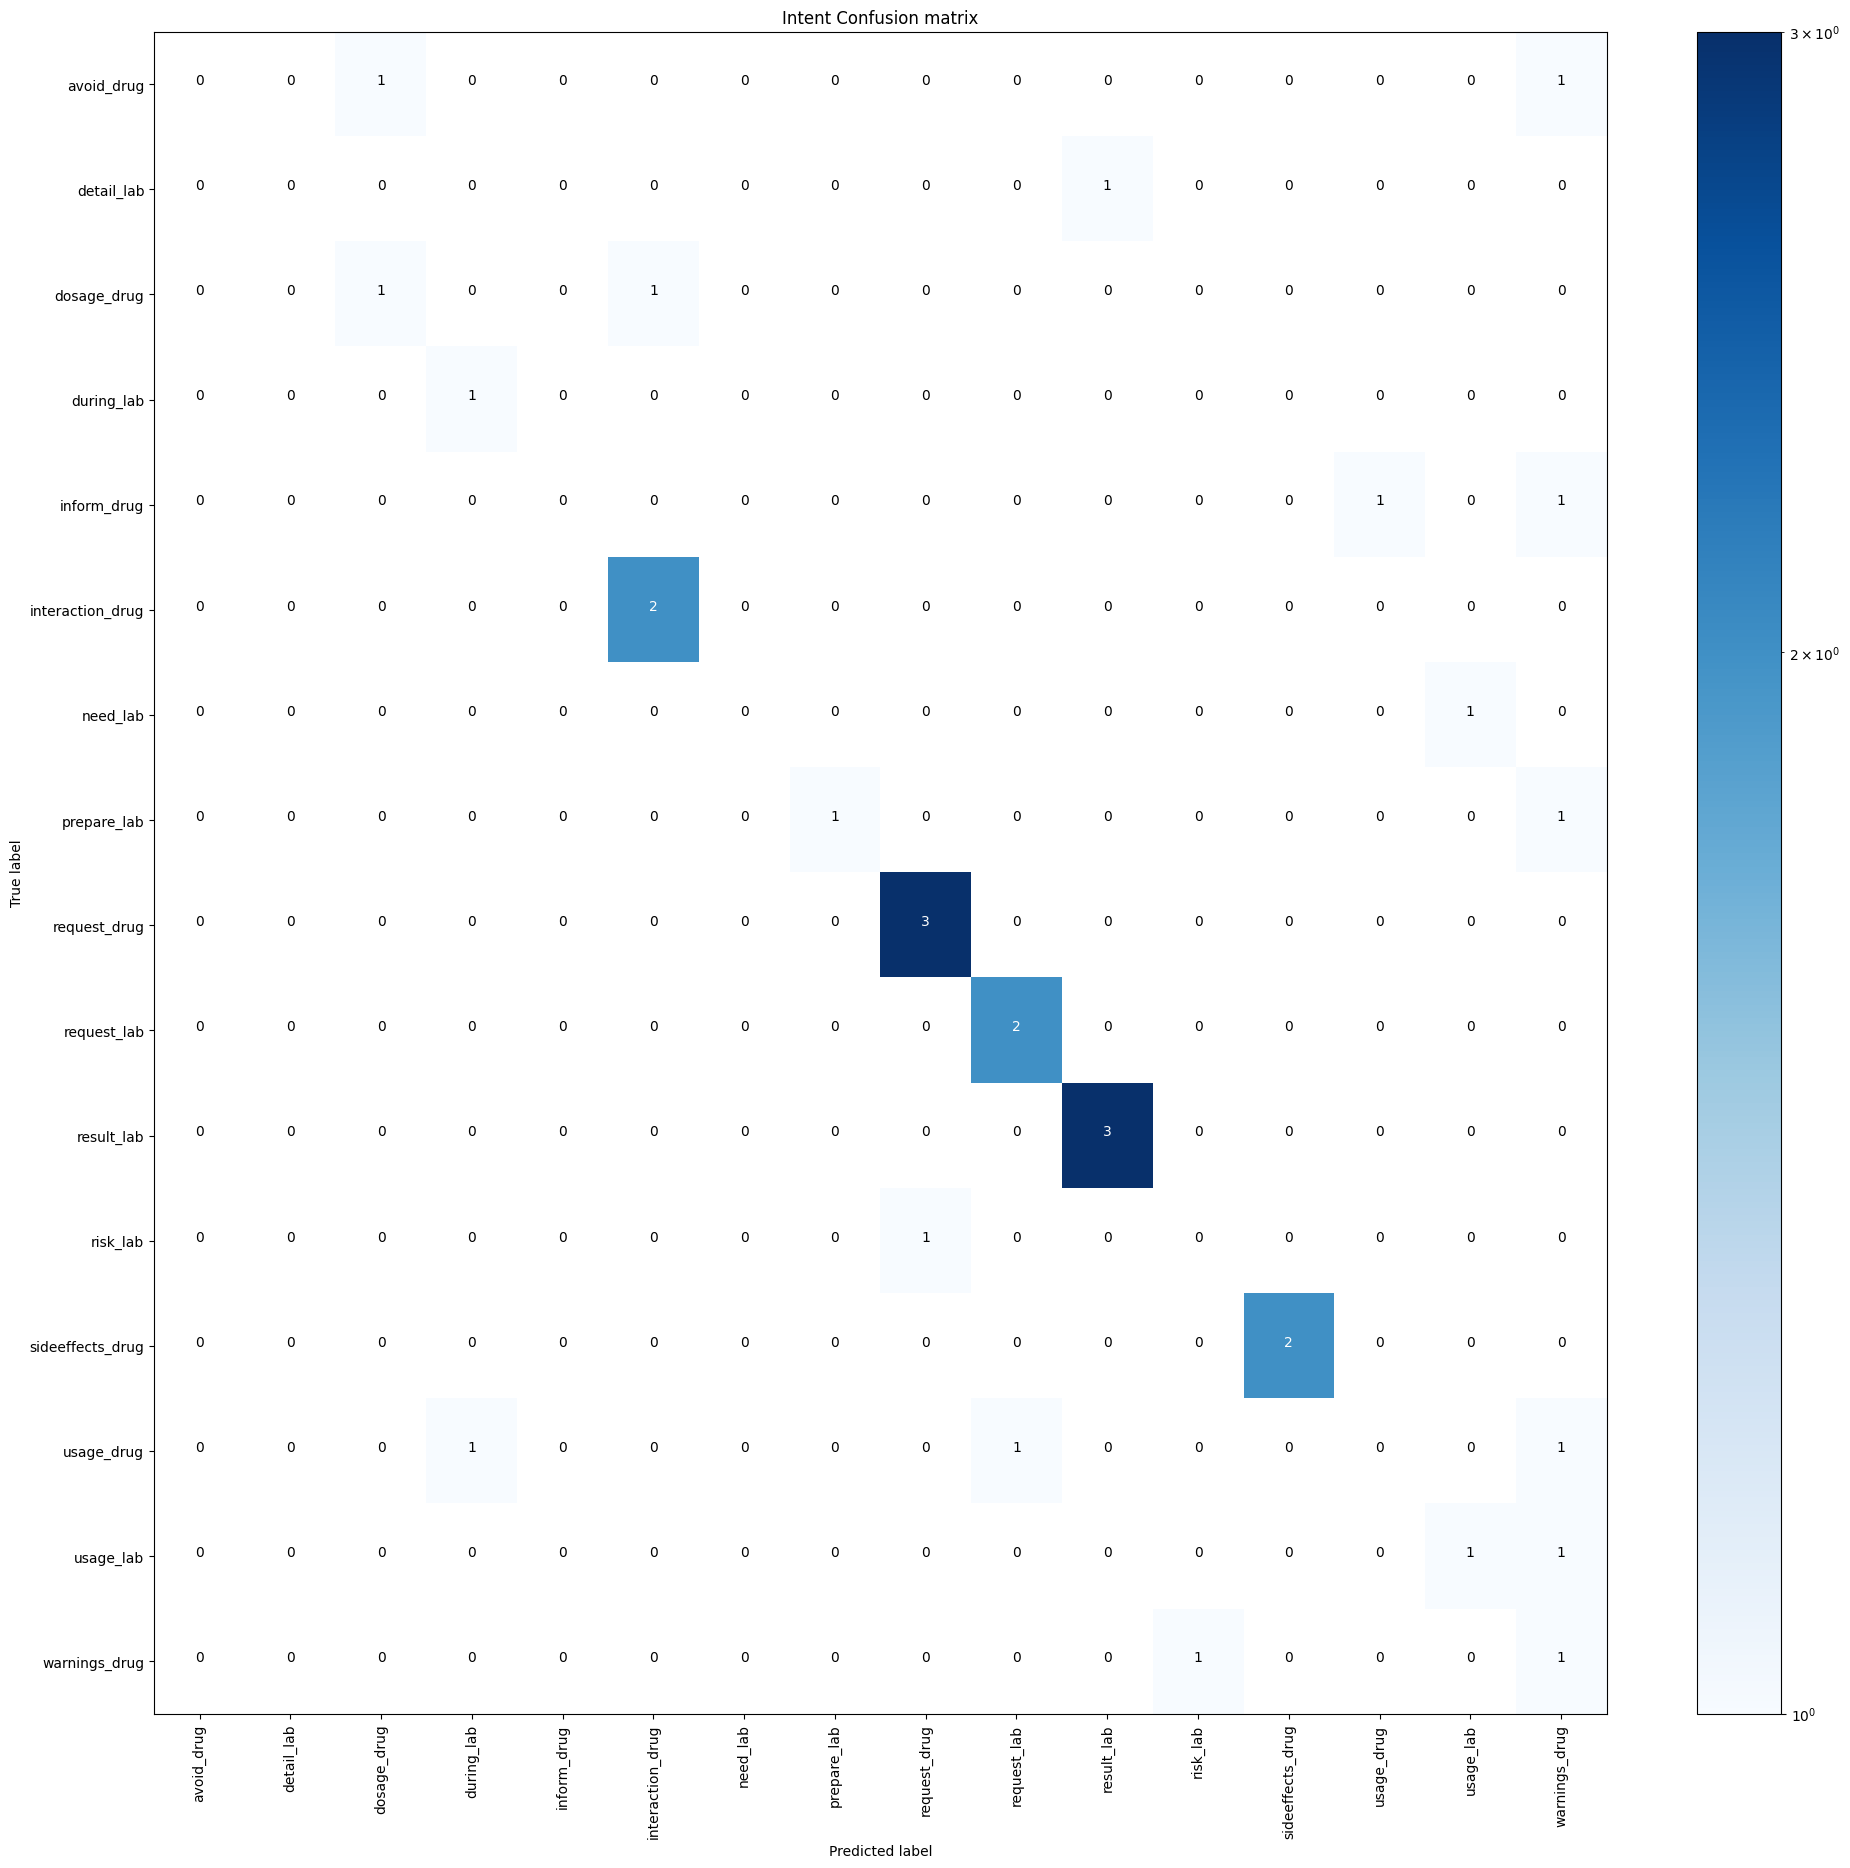 Intent Confusion matrix
avoid_drug 0 0 1 0 0 0 0 0 0 0 0 0 0 0 0 1
detail_lab 0 0 0 0 0 0 0 0 0 0 1 0 0 0 0 0
dosage_drug 0 0 1 0 0 1 0 0 0 0 0 0 0 0 0 0
during_lab 0 0 0 1 0 0 0 0 0 0 0 0 0 0 0 0
inform_drug 0 0 0 0 0 0 0 0 0 0 0 0 0 1 0 1
interaction_drug 0 0 0 0 0 2 0 0 0 0 0 0 0 0 0 0
need_lab 0 0 0 0 0 0 0 0 0 0 0 0 0 0 1 0
prepare_lab 0 0 0 0 0 0 0 1 0 0 0 0 0 0 0 1
request_drug 0 0 0 0 0 0 0 0 3 0 0 0 0 0 0 0
request_lab 0 0 0 0 0 0 0 0 0 2 0 0 0 0 0 0
result_lab 0 0 0 0 0 0 0 0 0 0 3 0 0 0 0 0
risk_lab 0 0 0 0 0 0 0 0 1 0 0 0 0 0 0 0
sideeffects_drug 0 0 0 0 0 0 0 0 0 0 0 0 2 0 0 0
usage_drug 0 0 0 1 0 0 0 0 0 1 0 0 0 0 0 1
usage_lab 0 0 0 0 0 0 0 0 0 0 0 0 0 0 1 1
warnings_drug 0 0 0 0 0 0 0 0 0 0 0 1 0 0 0 1
True label
avoid_drug
detail_lab
dosage_drug
during_lab
inform_drug
interaction_drug
need_lab
prepare_lab
request_drug
request_lab
result_lab
risk_lab
sideeffects_drug
usage_drug
usage_lab
warnings_drug
Predicted label
3 × 10⁰
2 × 10⁰
10⁰